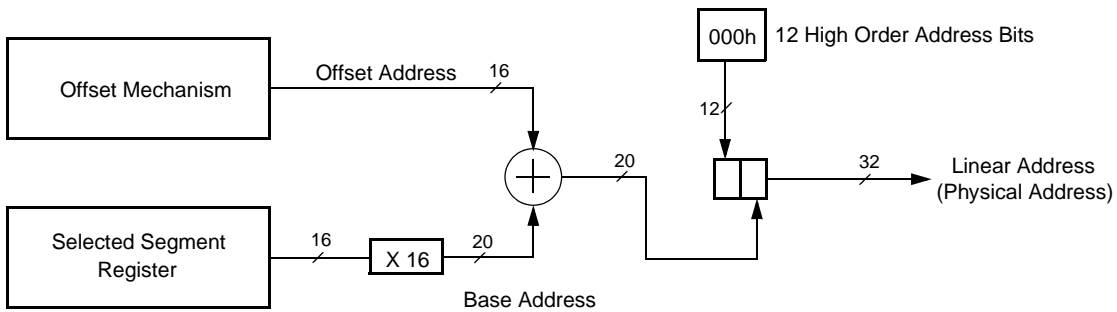 000h
12 High Order Address Bits
Offset Mechanism
Offset Address
16
12
20
32
Linear Address
(Physical Address)
Selected Segment
Register
16
X 16
20
Base Address